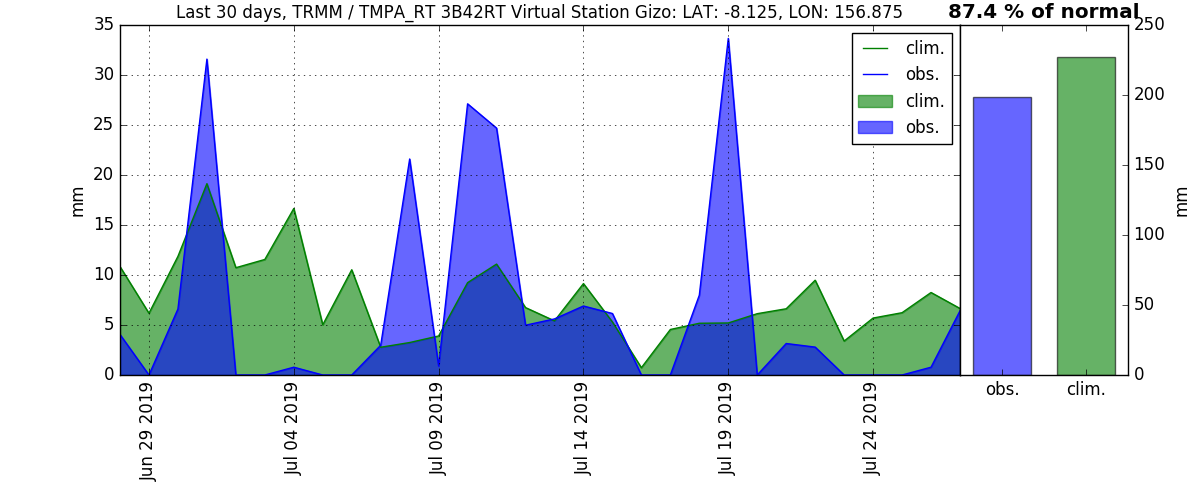 Last 30 days, TRMM / TMPA_RT 3B42RT Virtual Station Gizo: LAT: -8.125, LON: 156.875
87.4 % of normal
35
30
25
20
15
10
5
0
mm
clim.
obs.
clim.
obs.
Jun 29 2019
Jul 04 2019
Jul 09 2019
Jul 14 2019
Jul 19 2019
Jul 24 2019
250
200
150
100
50
0
mm
obs.
clim.